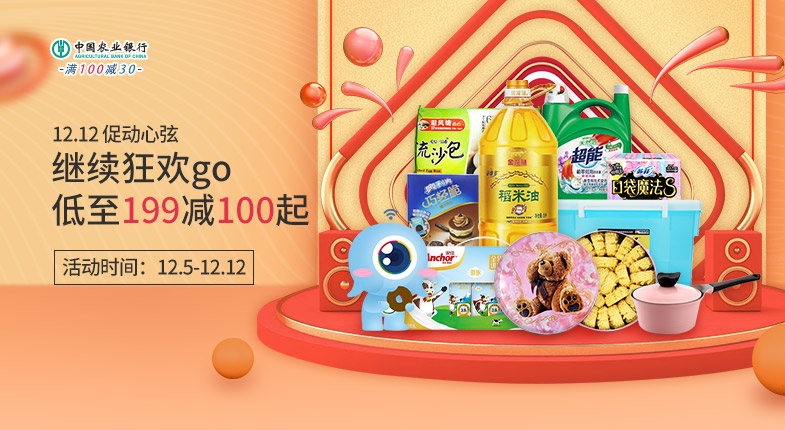 中国农业银行
AGRICULTURAL BANK OF CHINA
-满100减30-
12.12 促动心弦
继续狂欢go
低至199减100起
活动时间：12.5-12.12
流沙包
巧轻脆
Anchor
稻米油
超能
口袋魔法S